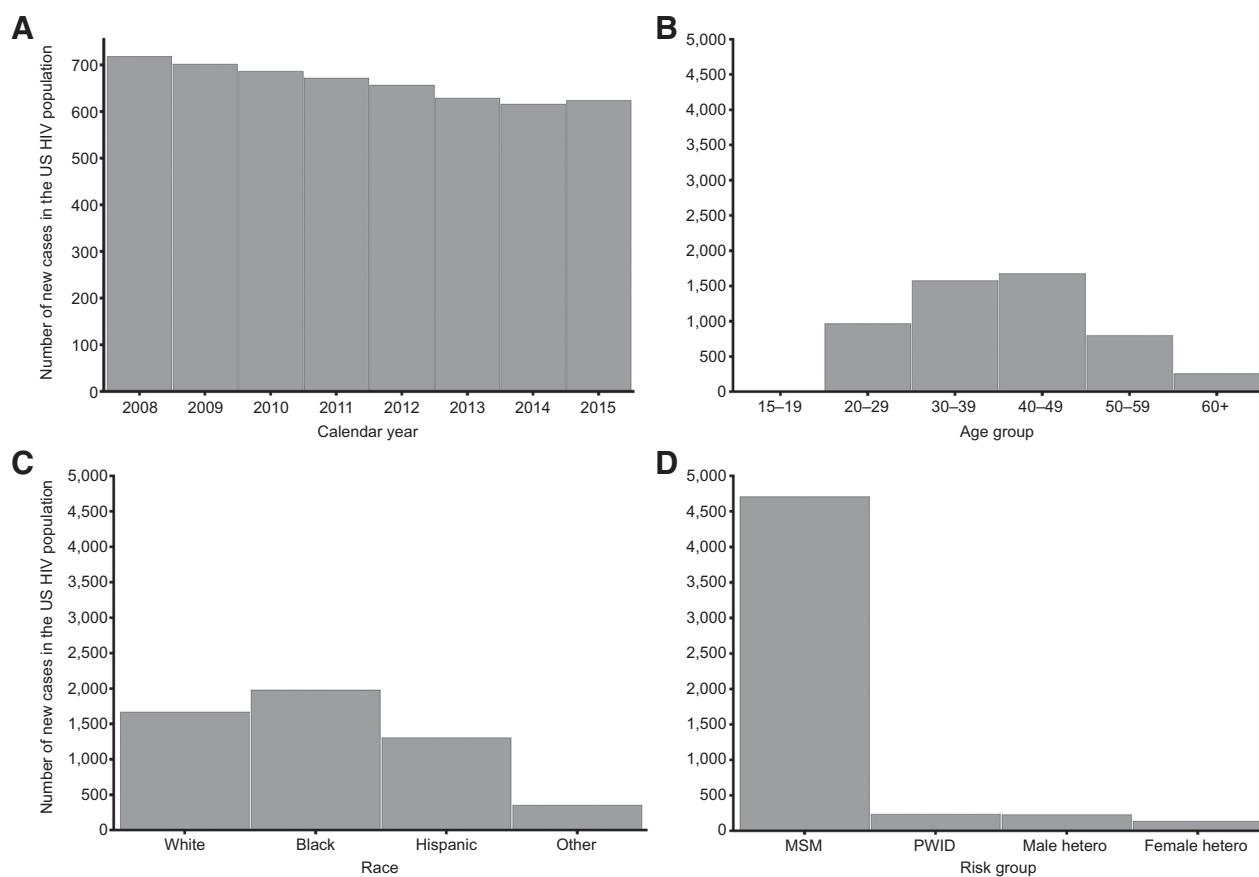 A
Number of new cases in the US HIV population
700
600
500
400
300
200
100
0
2008 2009 2010 2011 2012 2013 2014 2015
Calendar year
B
5,000
4,500
4,000
3,500
3,000
2,500
2,000
1,500
1,000
500
0
15–19 20–29 30–39 40–49 50–59 60+
Age group
C
Number of new cases in the US HIV population
5,000
4,500
4,000
3,500
3,000
2,500
2,000
1,500
1,000
500
0
White Black Hispanic Other
Race
D
5,000
4,500
4,000
3,500
3,000
2,500
2,000
1,500
1,000
500
0
MSM PWID Male hetero Female hetero
Risk group